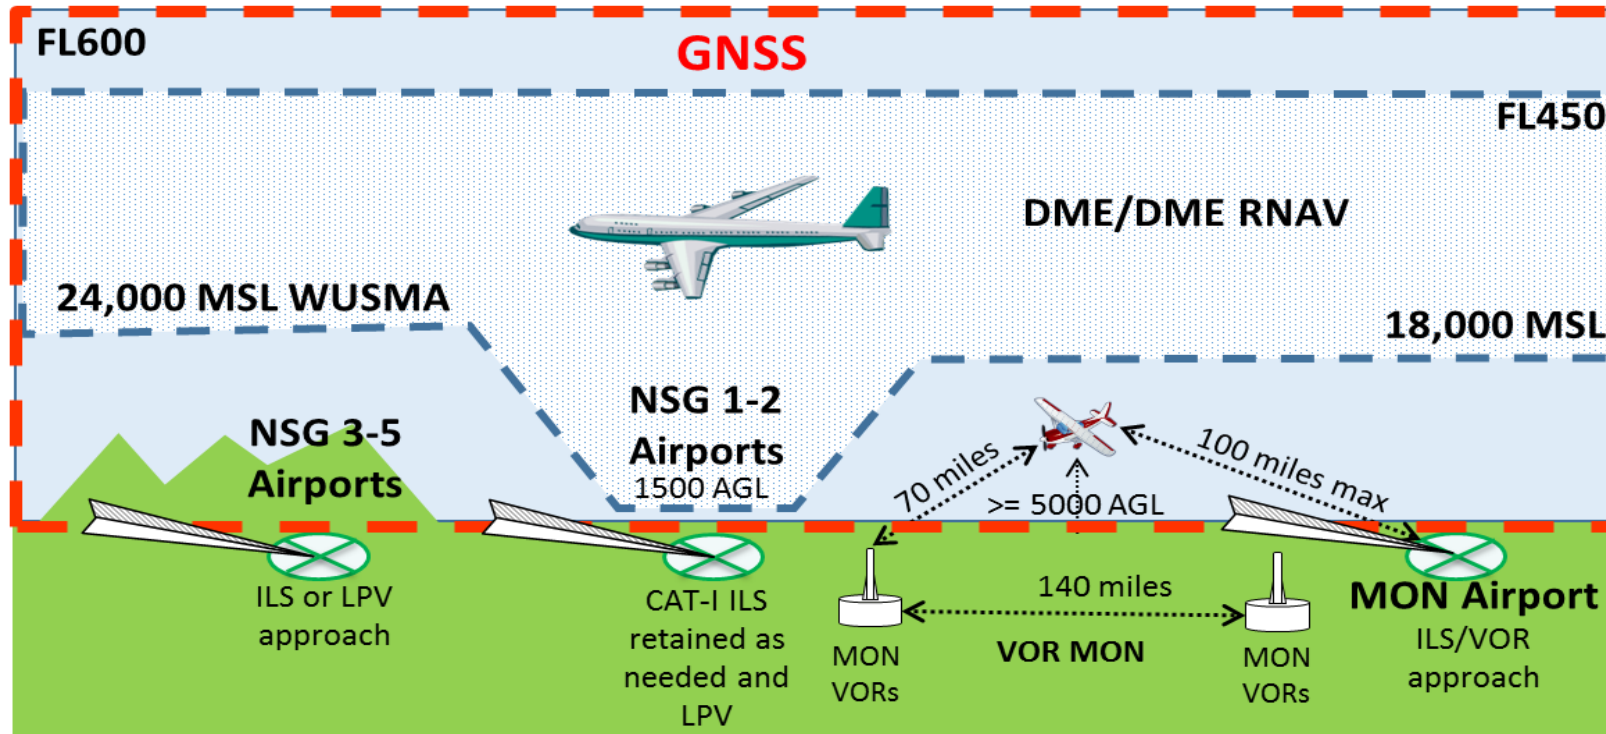 FL600
GNSS
FL450
DME/DME RNAV
24,000 MSL WUSMA
18,000 MSL
NSG 3-5
Airports
NSG 1-2
Airports
1500 AGL
70 miles
100 miles max
>= 5000 AGL
ILS or LPV
approach
CAT-I ILS
retained as
needed and
LPV
MON
VORs
140 miles
VOR MON
MON
VORs
MON Airport
ILS/VOR
approach